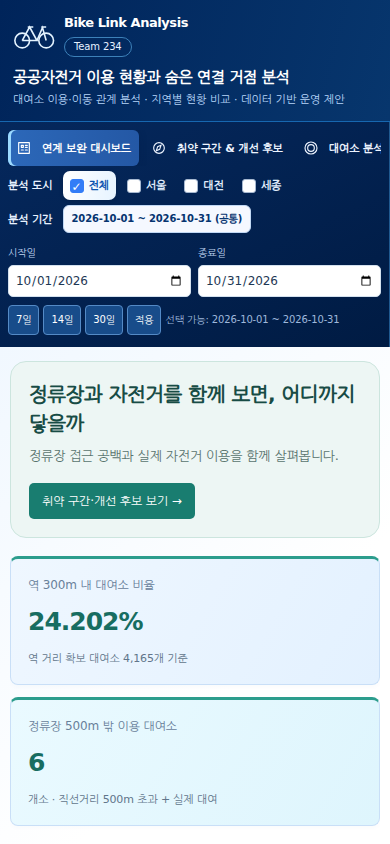 Bike Link Analysis
Team 234
공공자전거 이용 현황과 숨은 연결 거점 분석
대여소 이용·이동 관계 분석 · 지역별 현황 비교 · 데이터 기반 운영 제안
연계 보완 대시보드 취약 구간 & 개선 후보 대여소 분석
분석 도시 전체 서울 대전 세종
분석 기간 2026-10-01 ~ 2026-10-31 (공통)
시작일 종료일
10/01/2026 10/31/2026
7일 14일 30일 적용 선택 가능: 2026-10-01 ~ 2026-10-31
정류장과 자전거를 함께 보면, 어디까지
닿을까
정류장 접근 공백과 실제 자전거 이용을 함께 살펴봅니다.
취약 구간·개선 후보 보기 →
역 300m 내 대여소 비율
24.202%
역 거리 확보 대여소 4,165개 기준
정류장 500m 밖 이용 대여소
6
개소 · 직선거리 500m 초과 + 실제 대여